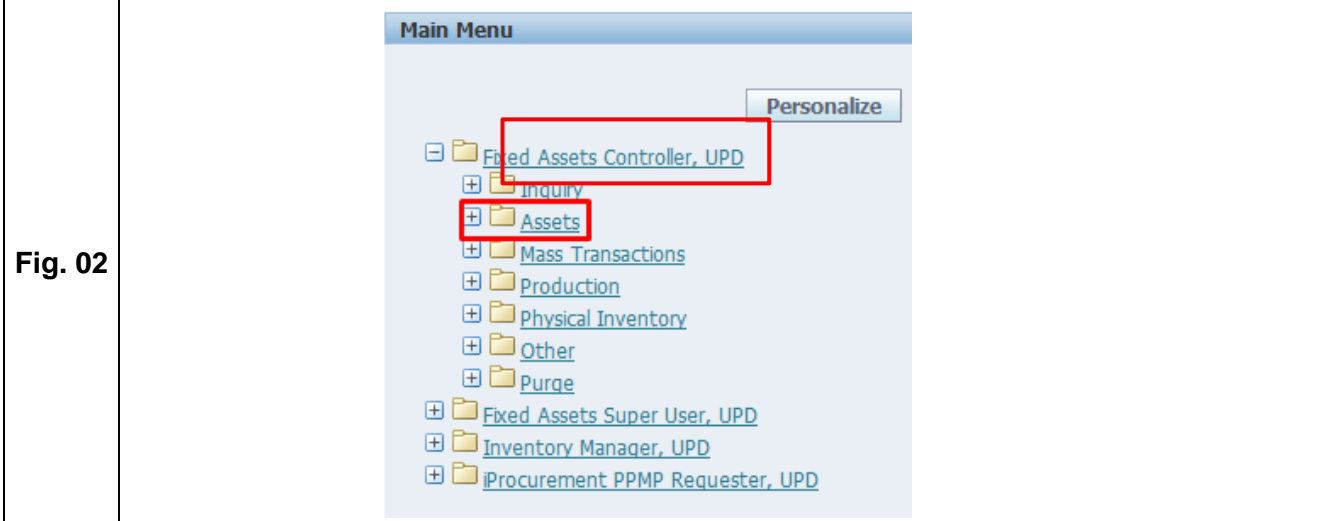 Main Menu
Personalize
Fixed Assets Controller, UPD
Inquiry
Assets
Mass Transactions
Fig. 02
Production
Physical Inventory
Other
Purge
Fixed Assets Super User, UPD
Inventory Manager, UPD
iProcurement PPMP Requester, UPD